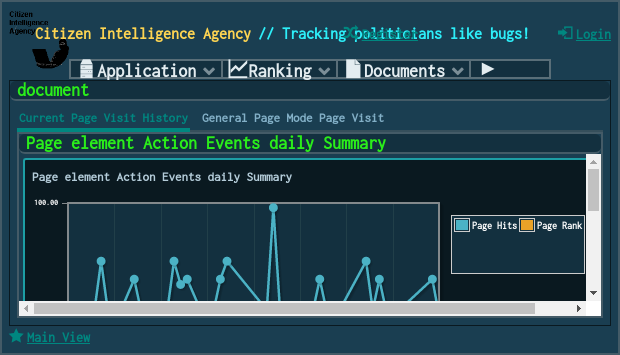 Citizen
Intelligence
Agency
Citizen Intelligence Agency // Tracking politicians like bugs!
Register
Login
Application
Ranking
Documents
document
Current Page Visit History
General Page Mode Page Visit
Page element Action Events daily Summary
Page element Action Events daily Summary
100.00
Page Hits
Page Rank
Main View